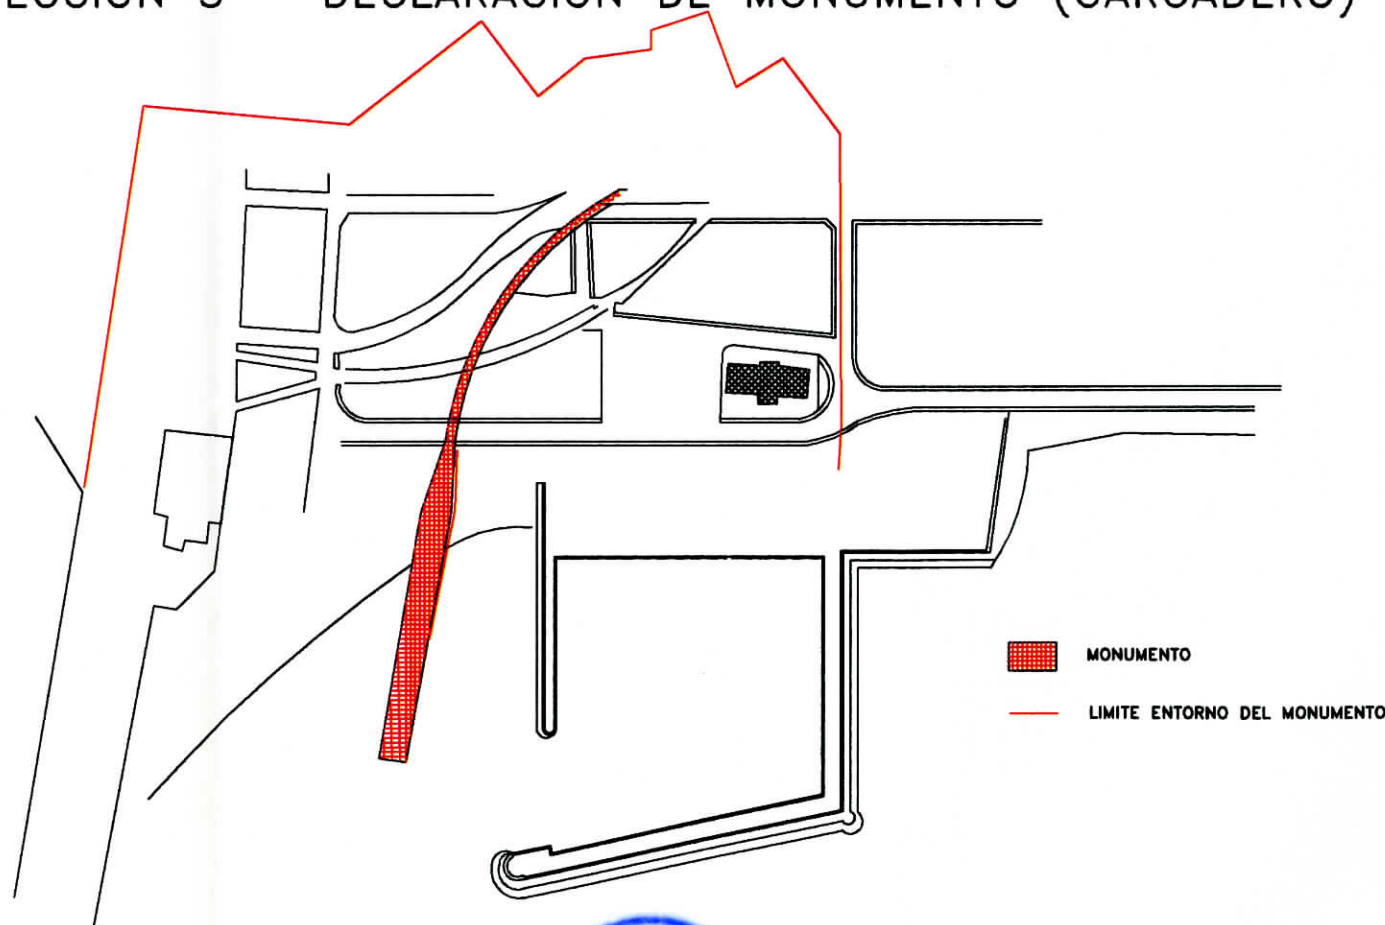 DECLARACION DE MONUMENTO (CARGADERO)
MONUMENTO
LIMITE ENTORNO DEL MONUMENTO